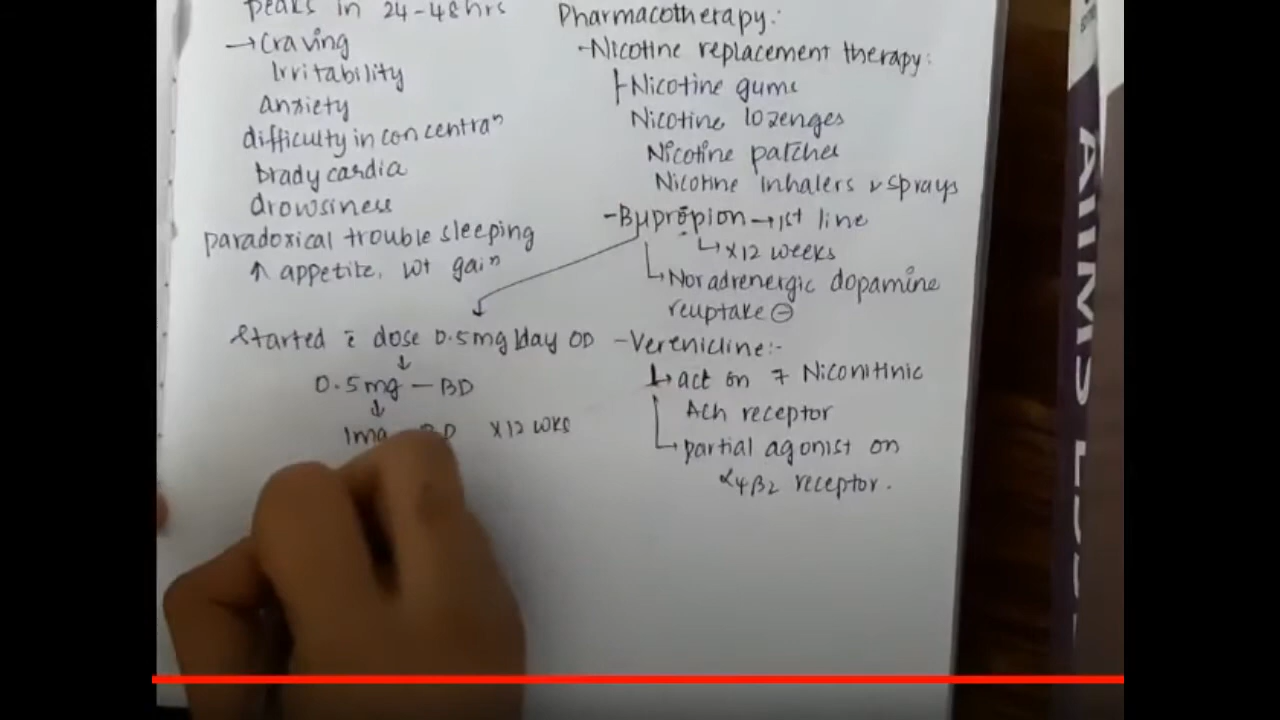 peaks in 24-48hrs
→ Craving
Irritability
anxiety
difficulty in concentraⁿ
brady cardia
drowsiness
paradoxical trouble sleeping
↑ appetite, wt gaiⁿ
Started c̄ dose 0.5mg/day OD
↓
0.5mg - BD
↓
1mg BD x12 wks
Pharmacotherapy:
- Nicotine replacement therapy:
Nicotine gums
Nicotine lozenges
Nicotine patches
Nicotine Inhalers & sprays
- Bupropion → 1st line
↳ x12 weeks
↳ Noradrenergic dopamine
reuptake ⊖
- Verenicline:-
↳ act on 7 Niconitinic
Ach receptor
↳ partial agonist on
α4β2 receptor.
AIIMS